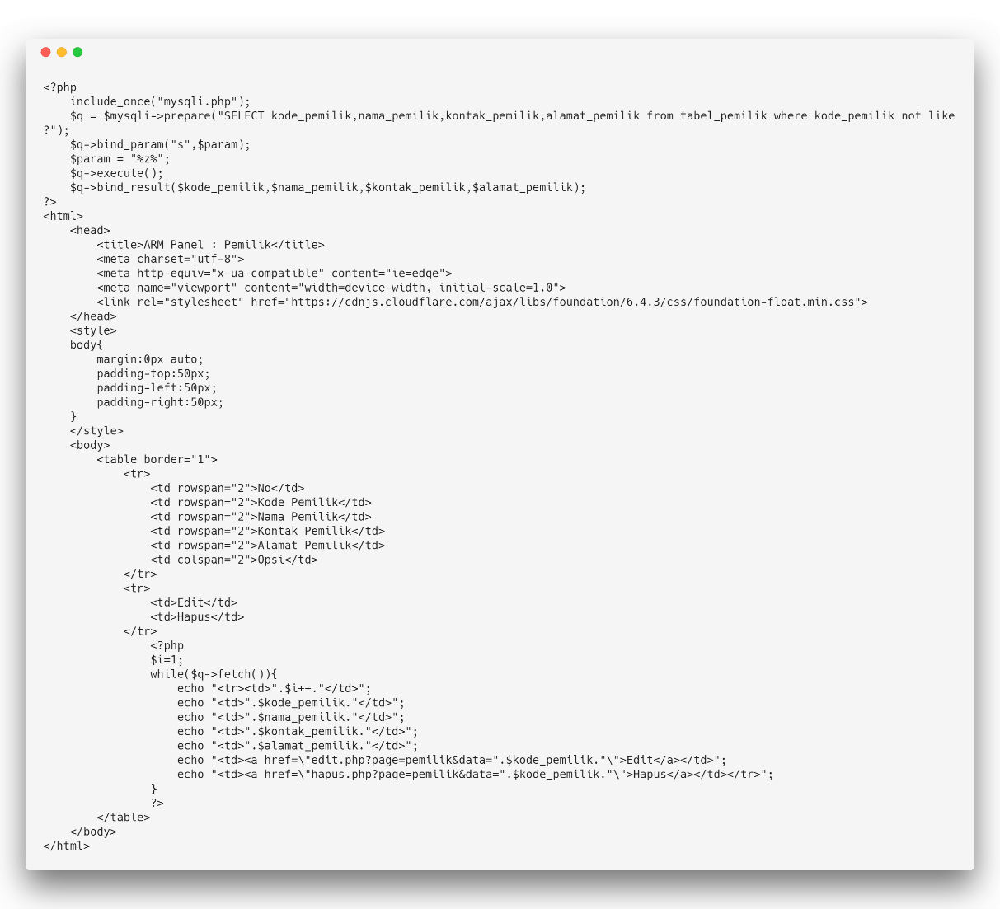 <?php
    include_once("mysqli.php");
    $q = $mysqli->prepare("SELECT kode_pemilik,nama_pemilik,kontak_pemilik,alamat_pemilik from tabel_pemilik where kode_pemilik not like
?");
    $q->bind_param("s",$param);
    $param = "%z%";
    $q->execute();
    $q->bind_result($kode_pemilik,$nama_pemilik,$kontak_pemilik,$alamat_pemilik);
?>
<html>
    <head>
        <title>ARM Panel : Pemilik</title>
        <meta charset="utf-8">
        <meta http-equiv="x-ua-compatible" content="ie=edge">
        <meta name="viewport" content="width=device-width, initial-scale=1.0">
        <link rel="stylesheet" href="https://cdnjs.cloudflare.com/ajax/libs/foundation/6.4.3/css/foundation-float.min.css">
    </head>
    <style>
    body{
        margin:0px auto;
        padding-top:50px;
        padding-left:50px;
        padding-right:50px;
    }
    </style>
    <body>
        <table border="1">
            <tr>
                <td rowspan="2">No</td>
                <td rowspan="2">Kode Pemilik</td>
                <td rowspan="2">Nama Pemilik</td>
                <td rowspan="2">Kontak Pemilik</td>
                <td rowspan="2">Alamat Pemilik</td>
                <td colspan="2">Opsi</td>
            </tr>
            <tr>
                <td>Edit</td>
                <td>Hapus</td>
            </tr>
                <?php
                $i=1;
                while($q->fetch()){
                    echo "<tr><td>".$i++."</td>";
                    echo "<td>".$kode_pemilik."</td>";
                    echo "<td>".$nama_pemilik."</td>";
                    echo "<td>".$kontak_pemilik."</td>";
                    echo "<td>".$alamat_pemilik."</td>";
                    echo "<td><a href=\"edit.php?page=pemilik&data=".$kode_pemilik."\">Edit</a></td>";
                    echo "<td><a href=\"hapus.php?page=pemilik&data=".$kode_pemilik."\">Hapus</a></td></tr>";
                }
                ?>
        </table>
    </body>
</html>